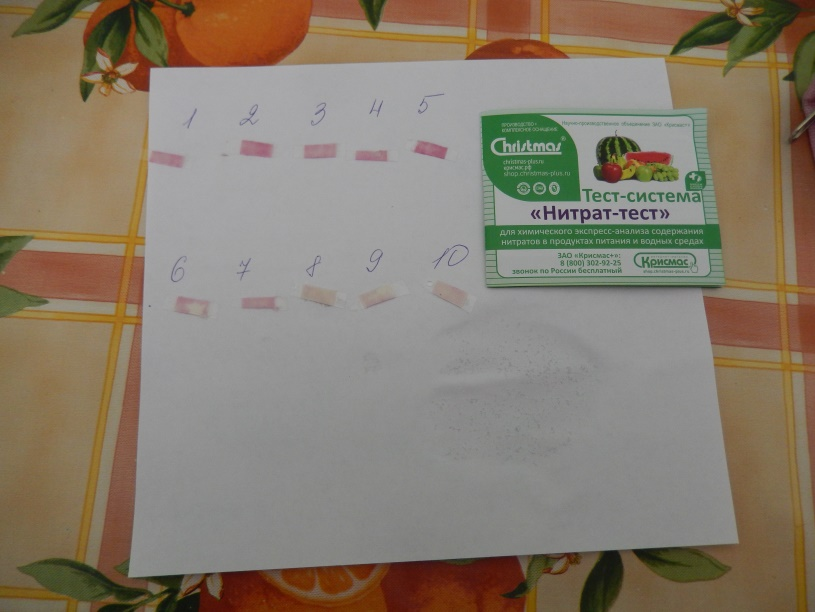 1 2 3 4 5
6 7 8 9 10
ПРОИЗВОДСТВО •
КОМПЛЕКСНОЕ ОСНАЩЕНИЕ
Научно-производственное объединение ЗАО «Крисмас+»
Christmas®
christmas-plus.ru
крисмас.рф
shop.christmas-plus.ru
Тест-система
«Нитрат-тест»
для химического экспресс-анализа содержания
нитратов в продуктах питания и водных средах
ЗАО «Крисмас+»:
8 (800) 302-92-25
звонок по России бесплатный
Крисмас
shop.christmas-plus.ru